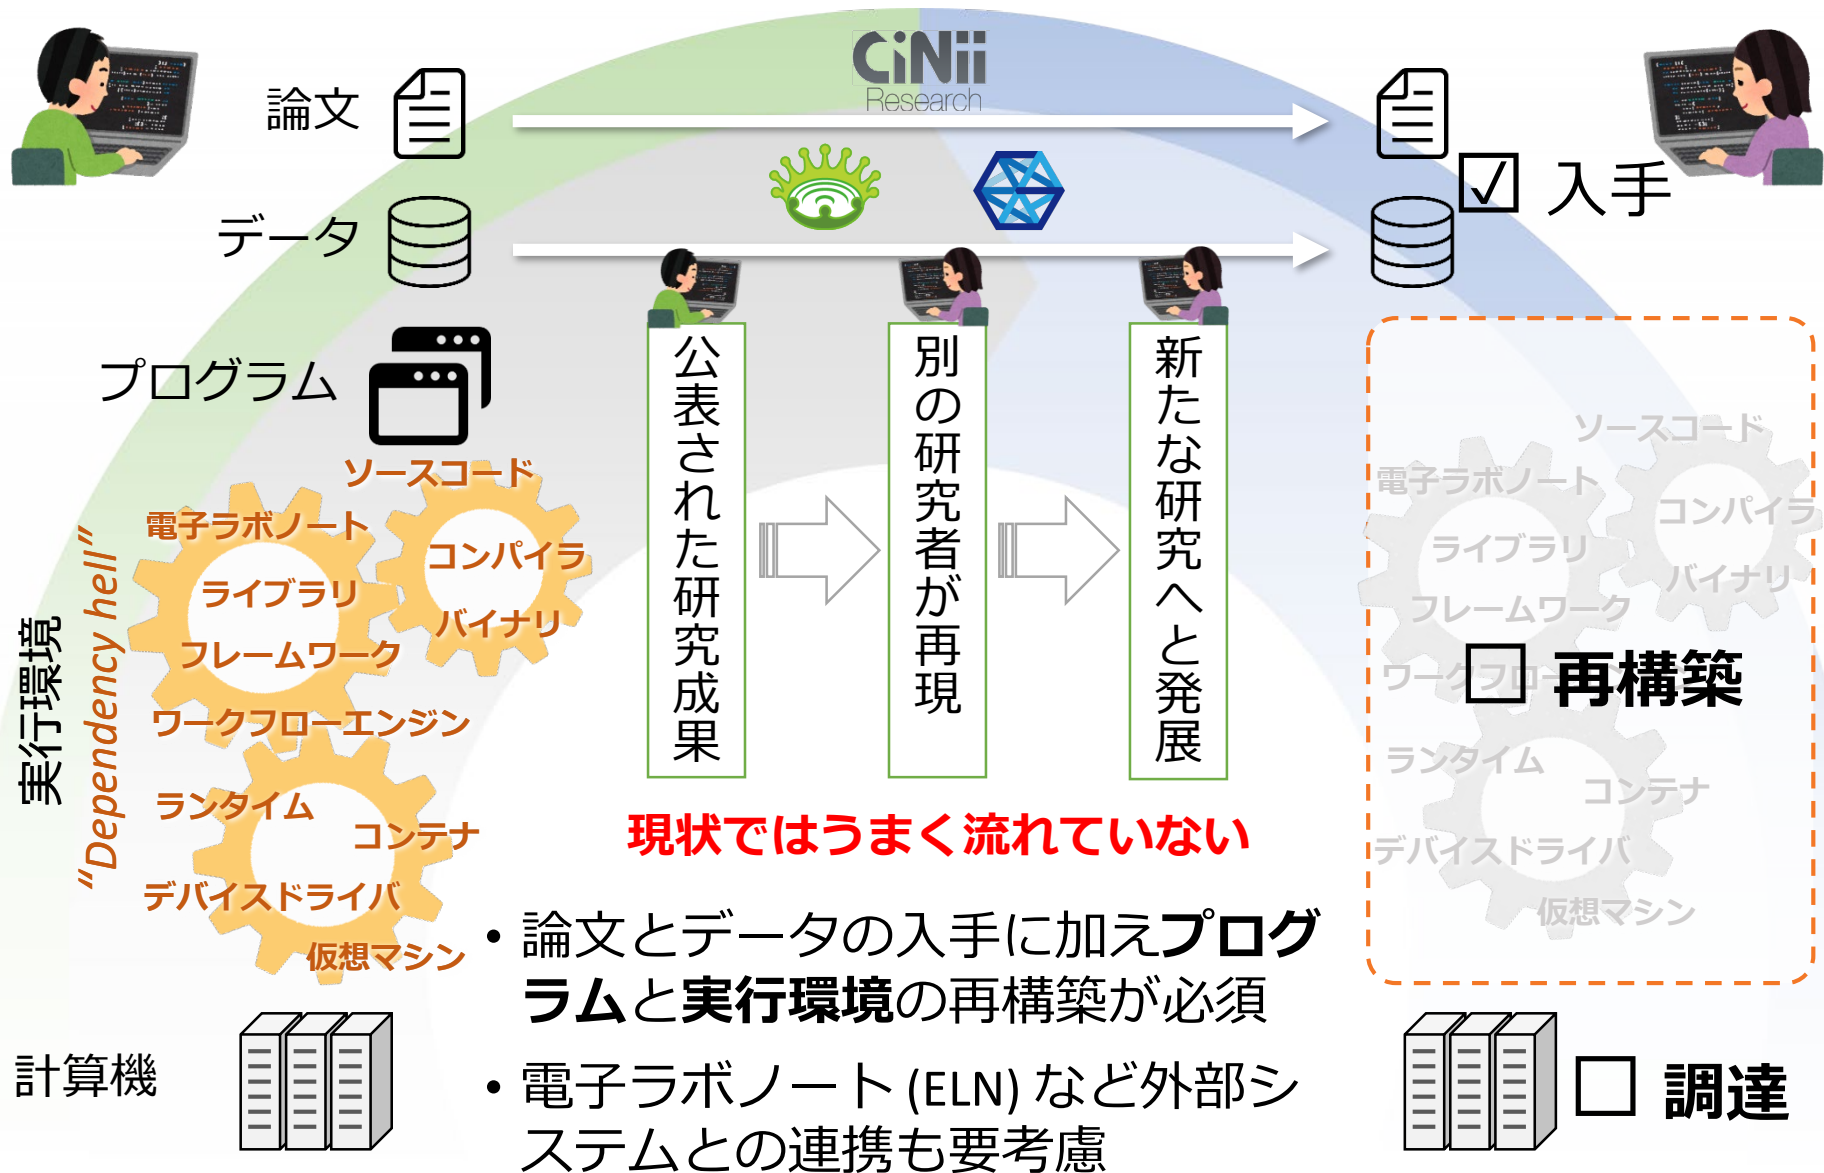 CiNii
Research
論文
データ
プログラム
入手
公表された研究成果
別の研究者が再現
新たな研究へと発展
ソースコード
電子ラボノート
コンパイラ
ライブラリ
バイナリ
フレームワーク
ワークフローエンジン
ランタイム
コンテナ
デバイスドライバ
仮想マシン
実行環境
“Dependency hell”
計算機
現状ではうまく流れていない
• 論文とデータの入手に加えプログ
ラムと実行環境の再構築が必須
• 電子ラボノート (ELN) など外部シ
ステムとの連携も要考慮
ソースコード
電子ラボノート
コンパイラ
ライブラリ
バイナリ
フレームワーク
ワークフロー
再構築
ランタイム
コンテナ
デバイスドライバ
仮想マシン
調達